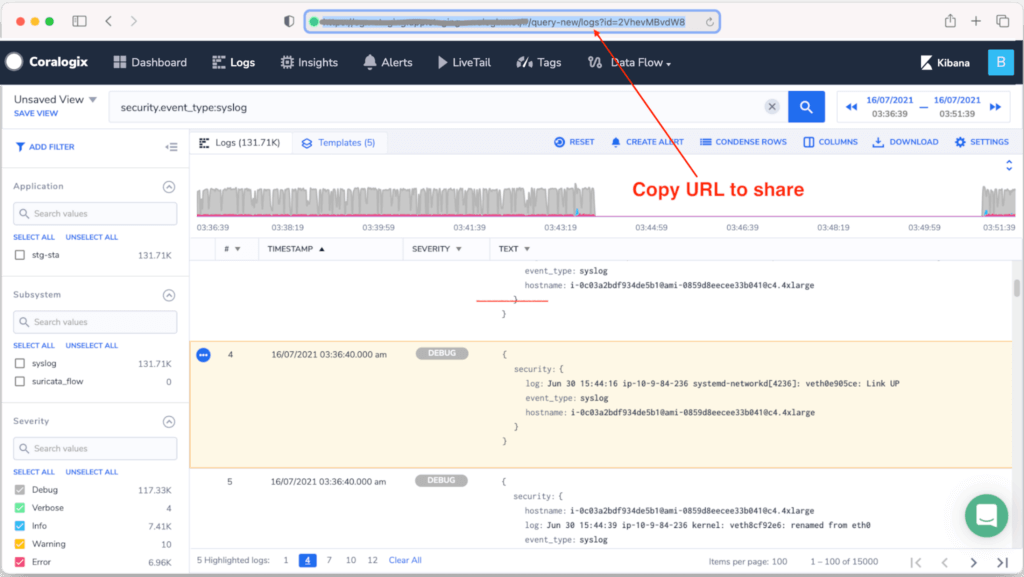 /query-new/logs?id=2VhevMBvdW8
Coralogix Dashboard Logs Insights Alerts LiveTail Tags Data Flow Kibana B
Unsaved View
SAVE VIEW
security.event_type:syslog
16/07/2021 — 16/07/2021
03:36:39 03:51:39
ADD FILTER
Logs (131.71K) Templates (5) RESET CREATE ALERT CONDENSE ROWS COLUMNS DOWNLOAD SETTINGS
Copy URL to share
Application
Search values
SELECT ALL UNSELECT ALL
stg-sta 131.71K
Subsystem
Search values
SELECT ALL UNSELECT ALL
syslog 131.71K
suricata_flow 0
Severity
Search values
SELECT ALL UNSELECT ALL
Debug 117.33K
Verbose 4
Info 7.41K
Warning 10
Error 6.96K
03:36:39 03:38:19 03:39:59 03:41:39 03:43:19 03:44:59 03:46:39 03:48:19 03:49:59 03:51:39
# TIMESTAMP SEVERITY TEXT
event_type: syslog
hostname: i-0c03a2bdf934de5b10ami-0859d8eecee33b0410c4.4xlarge
}
}
4 16/07/2021 03:36:40.000 am DEBUG {
security: {
log: Jun 30 15:44:16 ip-10-9-84-236 systemd-networkd[4236]: veth0e905ce: Link UP
event_type: syslog
hostname: i-0c03a2bdf934de5b10ami-0859d8eecee33b0410c4.4xlarge
}
}
5 16/07/2021 03:36:40.000 am DEBUG {
security: {
hostname: i-0c03a2bdf934de5b10ami-0859d8eecee33b0410c4.4xlarge
log: Jun 30 15:44:39 ip-10-9-84-236 kernel: veth8cf92e6: renamed from eth0
event_type: syslog
5 Highlighted logs: 1 4 7 10 12 Clear All
Items per page: 100 1 – 100 of 15000